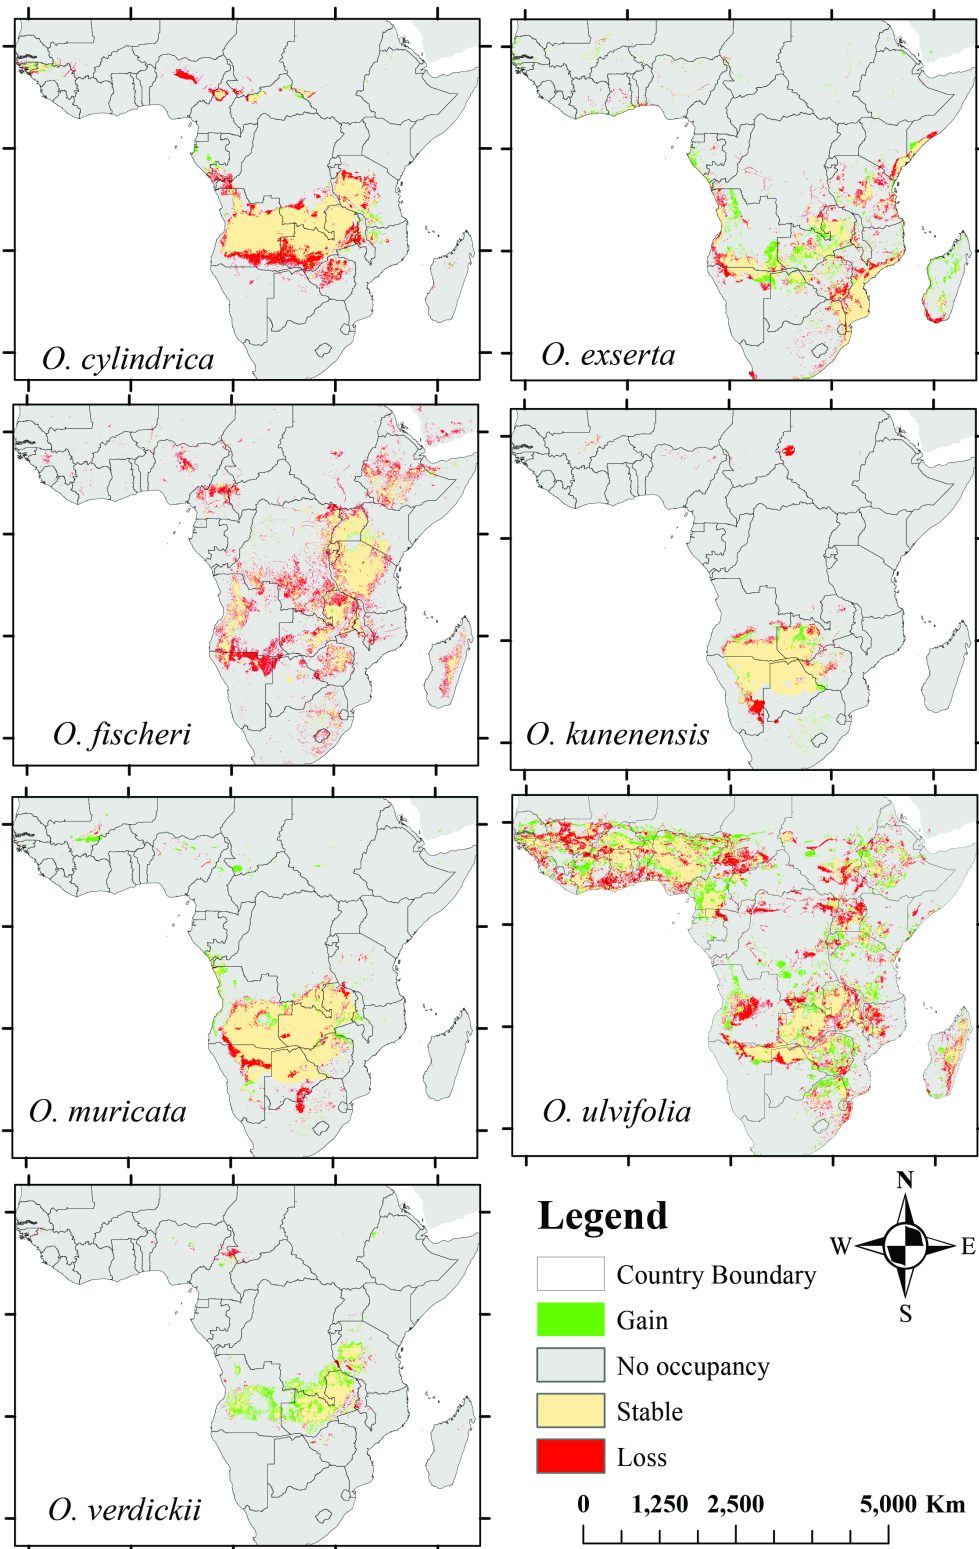 O. cylindrica
O. exserta
O. fischeri
O. kunenensis
O. muricata
O. ulvifolia
O. verdickii
Legend
Country Boundary
Gain
No occupancy
Stable
Loss
N
W
E
S
0 1,250 2,500 5,000 Km